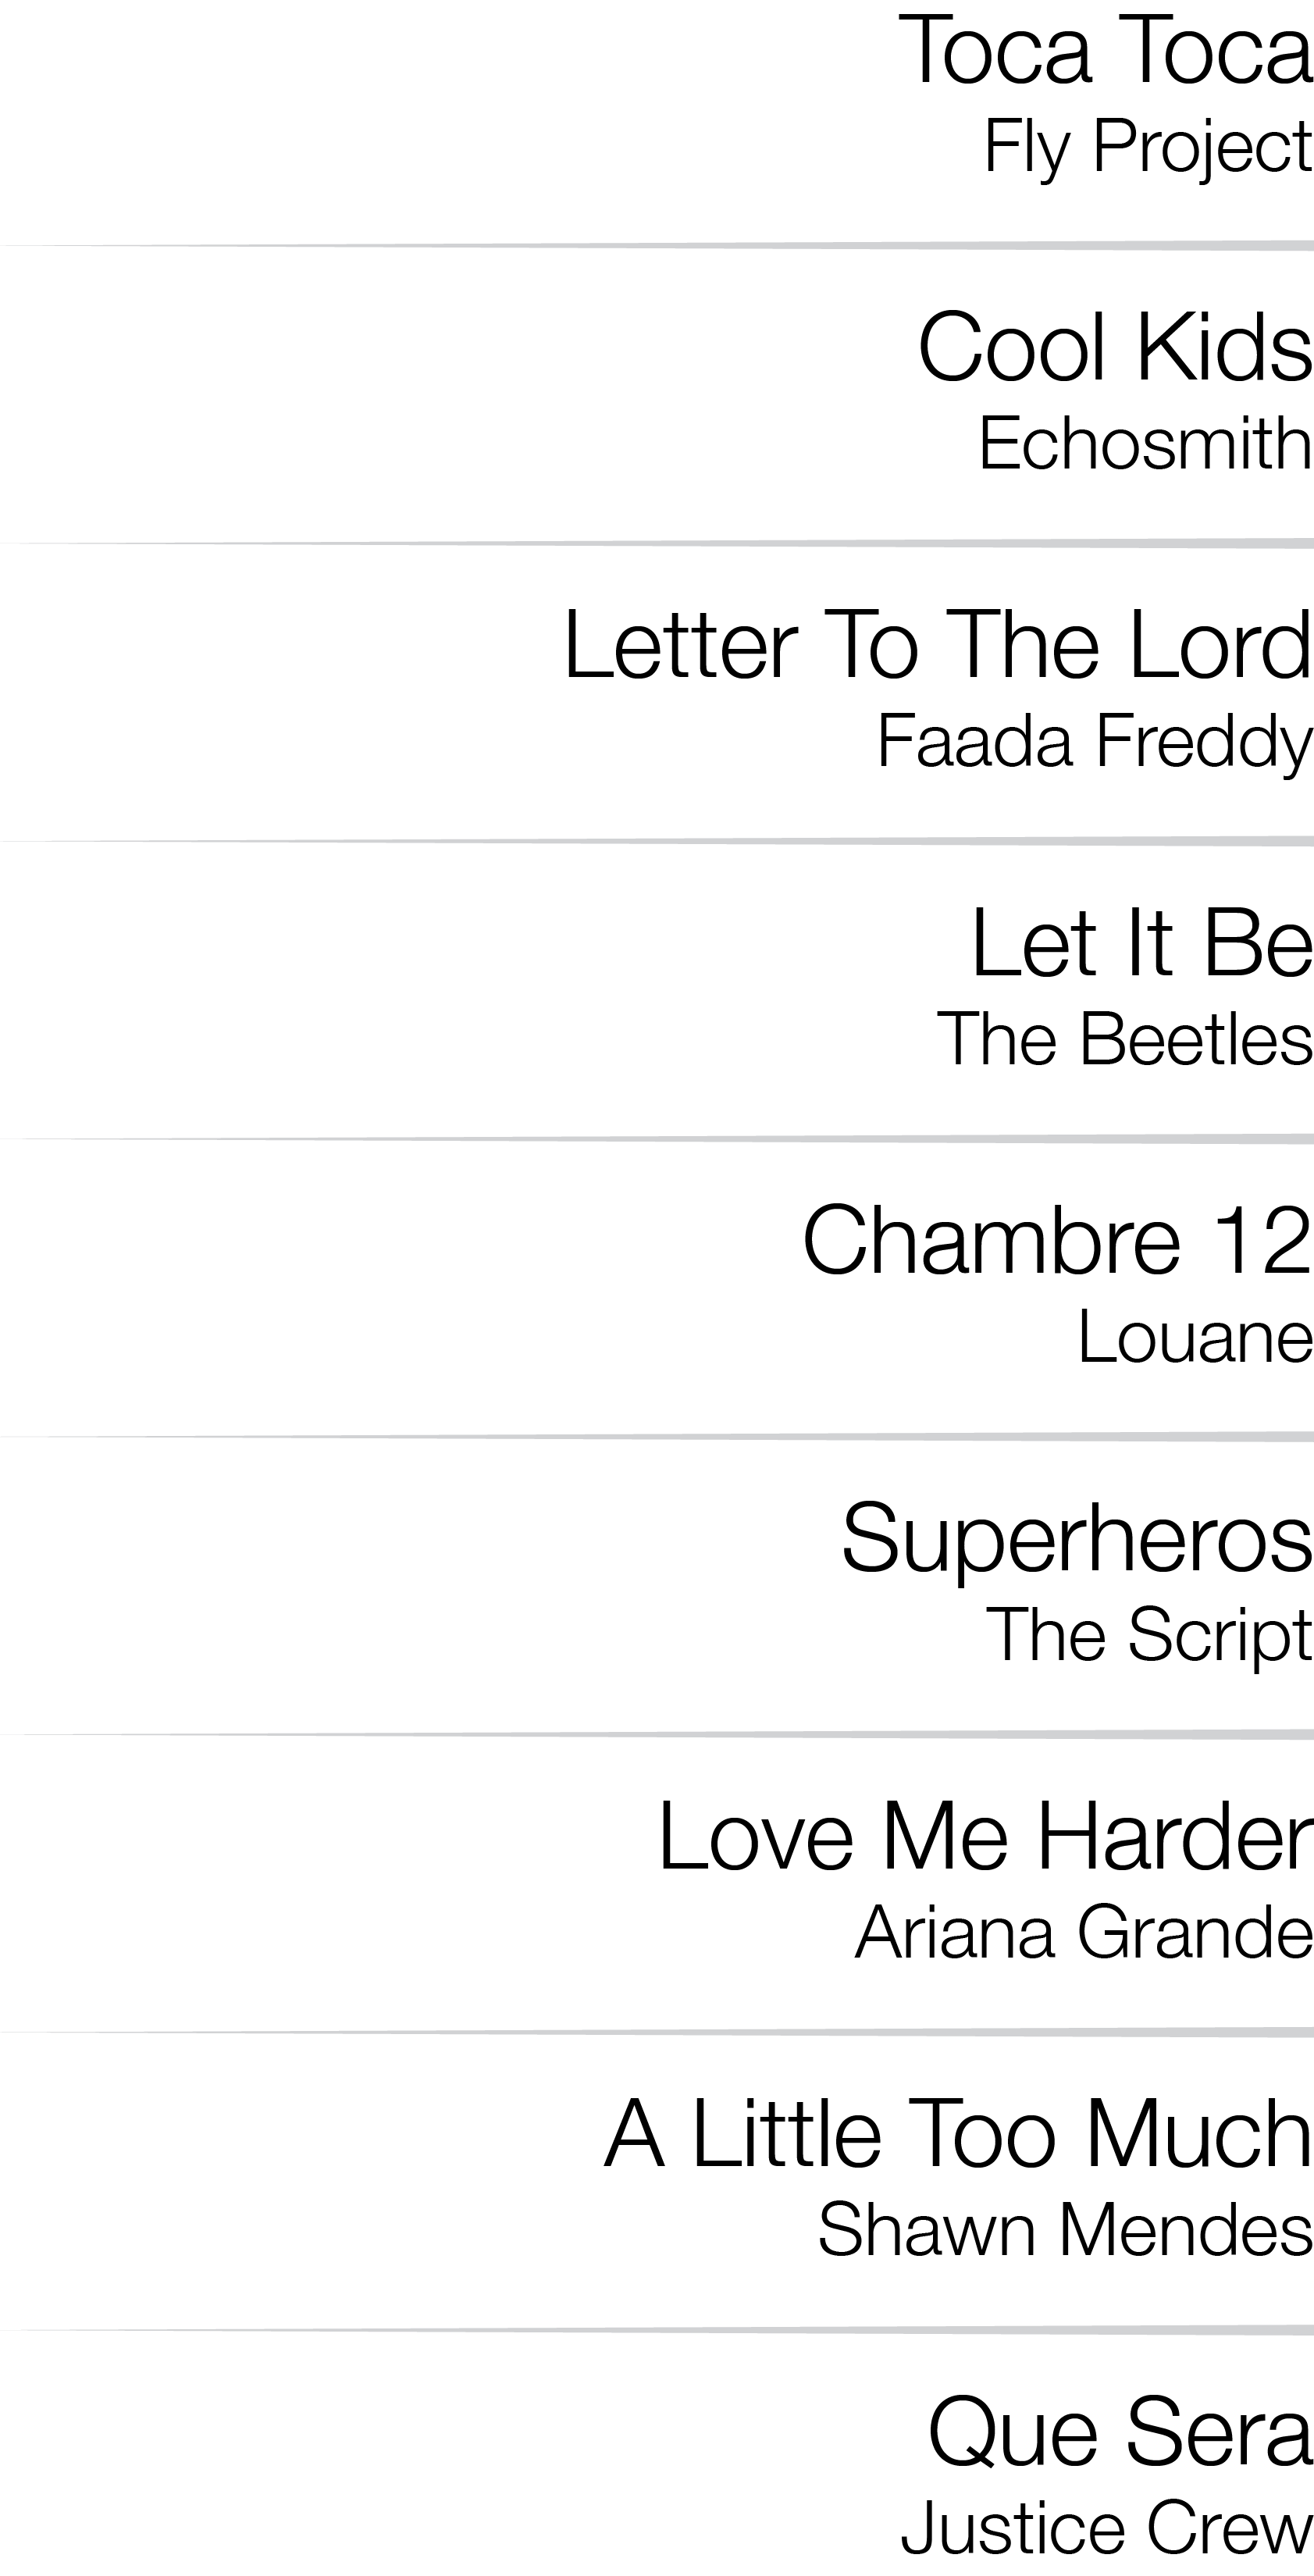 Toca Toca
Fly Project
Cool Kids
Echosmith
Letter To The Lord
Faada Freddy
Let It Be
The Beetles
Chambre 12
Louane
Superheros
The Script
Love Me Harder
Ariana Grande
A Little Too Much
Shawn Mendes
Que Sera
Justice Crew